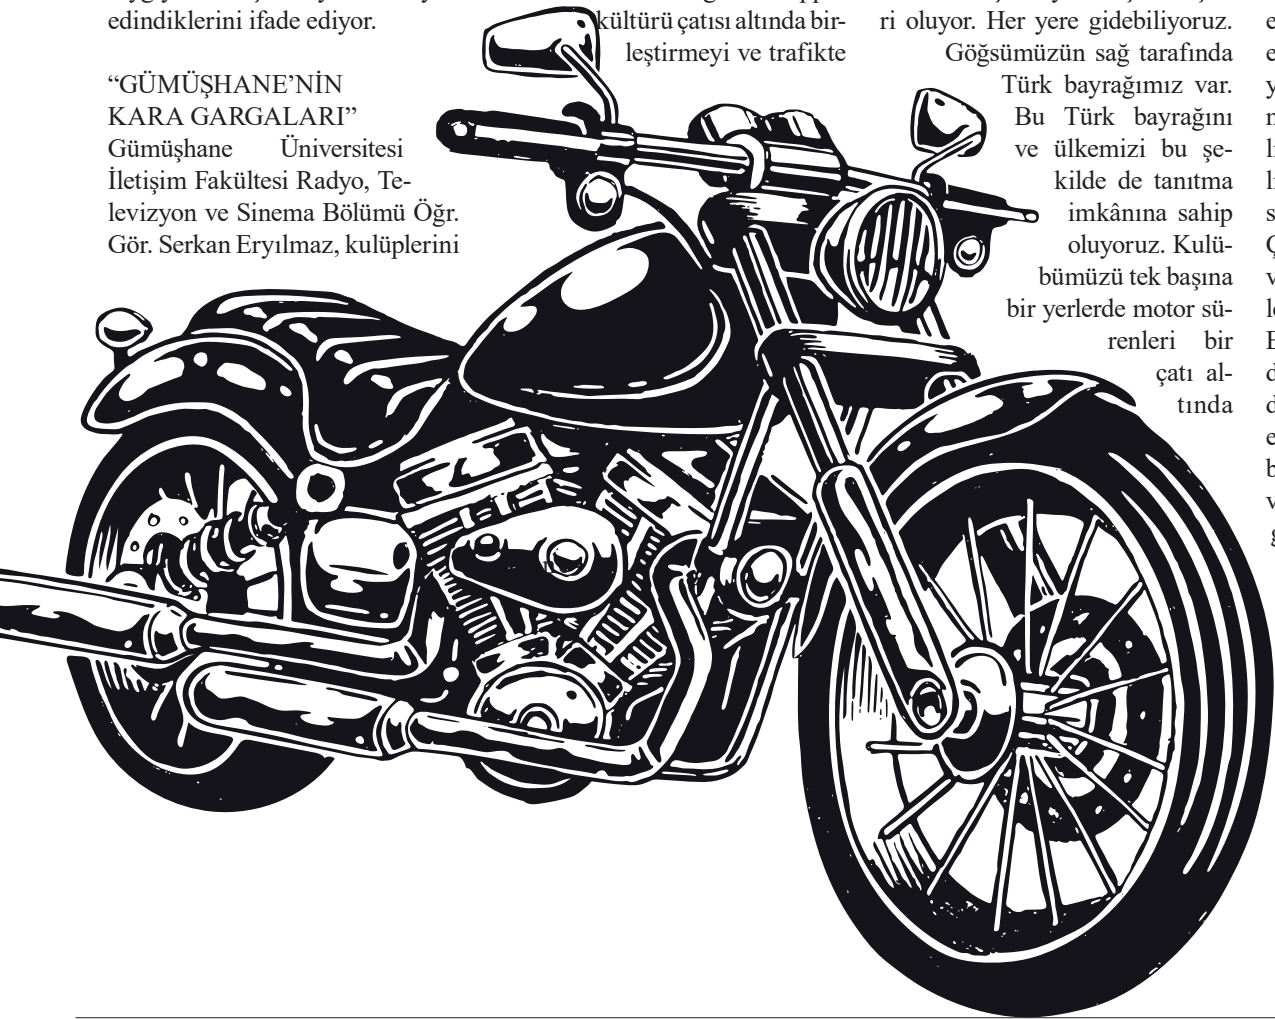 edindiklerini ifade ediyor.
“GÜMÜŞHANE’NİN
KARA GARGALARI”
Gümüşhane Üniversitesi
İletişim Fakültesi Radyo, Te-
levizyon ve Sinema Bölümü Öğr.
Gör. Serkan Eryılmaz, kulüplerini
kültürü çatısı altında bir-
leştirmeyi ve trafikte
ri oluyor. Her yere gidebiliyoruz.
Göğsümüzün sağ tarafında
Türk bayrağımız var.
Bu Türk bayrağını
ve ülkemizi bu şe-
kilde de tanıtma
imkânına sahip
oluyoruz. Kulü-
bümüzü tek başına
bir yerlerde motor sü-
renleri bir
çatı al-
tında